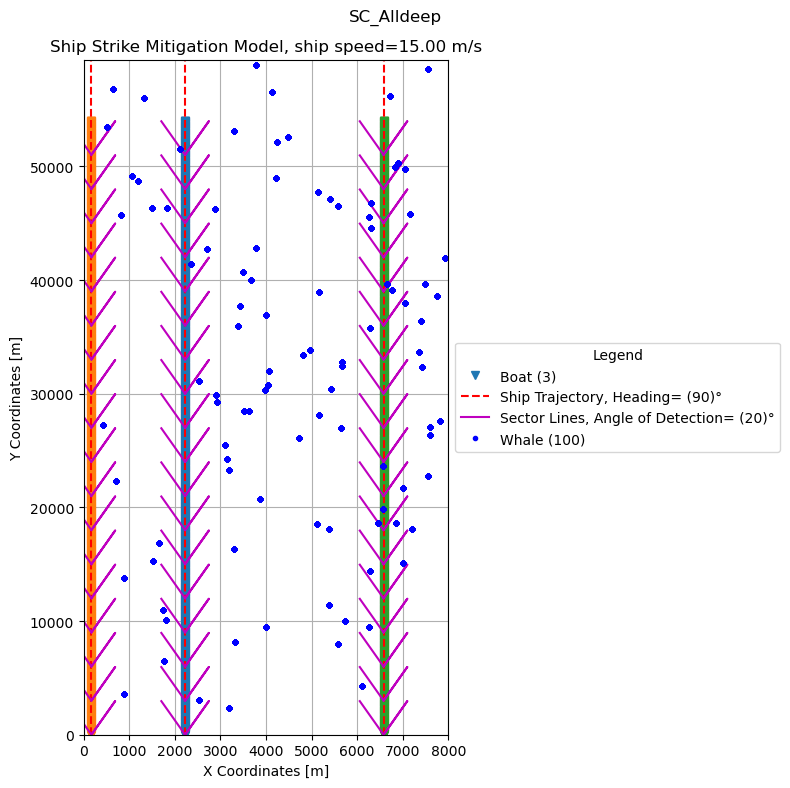 SC_Alldeep
Ship Strike Mitigation Model, ship speed=15.00 m/s
Y Coordinates [m]
50000
40000
30000
20000
10000
0
0 1000 2000 3000 4000 5000 6000 7000 8000
X Coordinates [m]
Legend
Boat (3)
Ship Trajectory, Heading= (90)°
Sector Lines, Angle of Detection= (20)°
Whale (100)